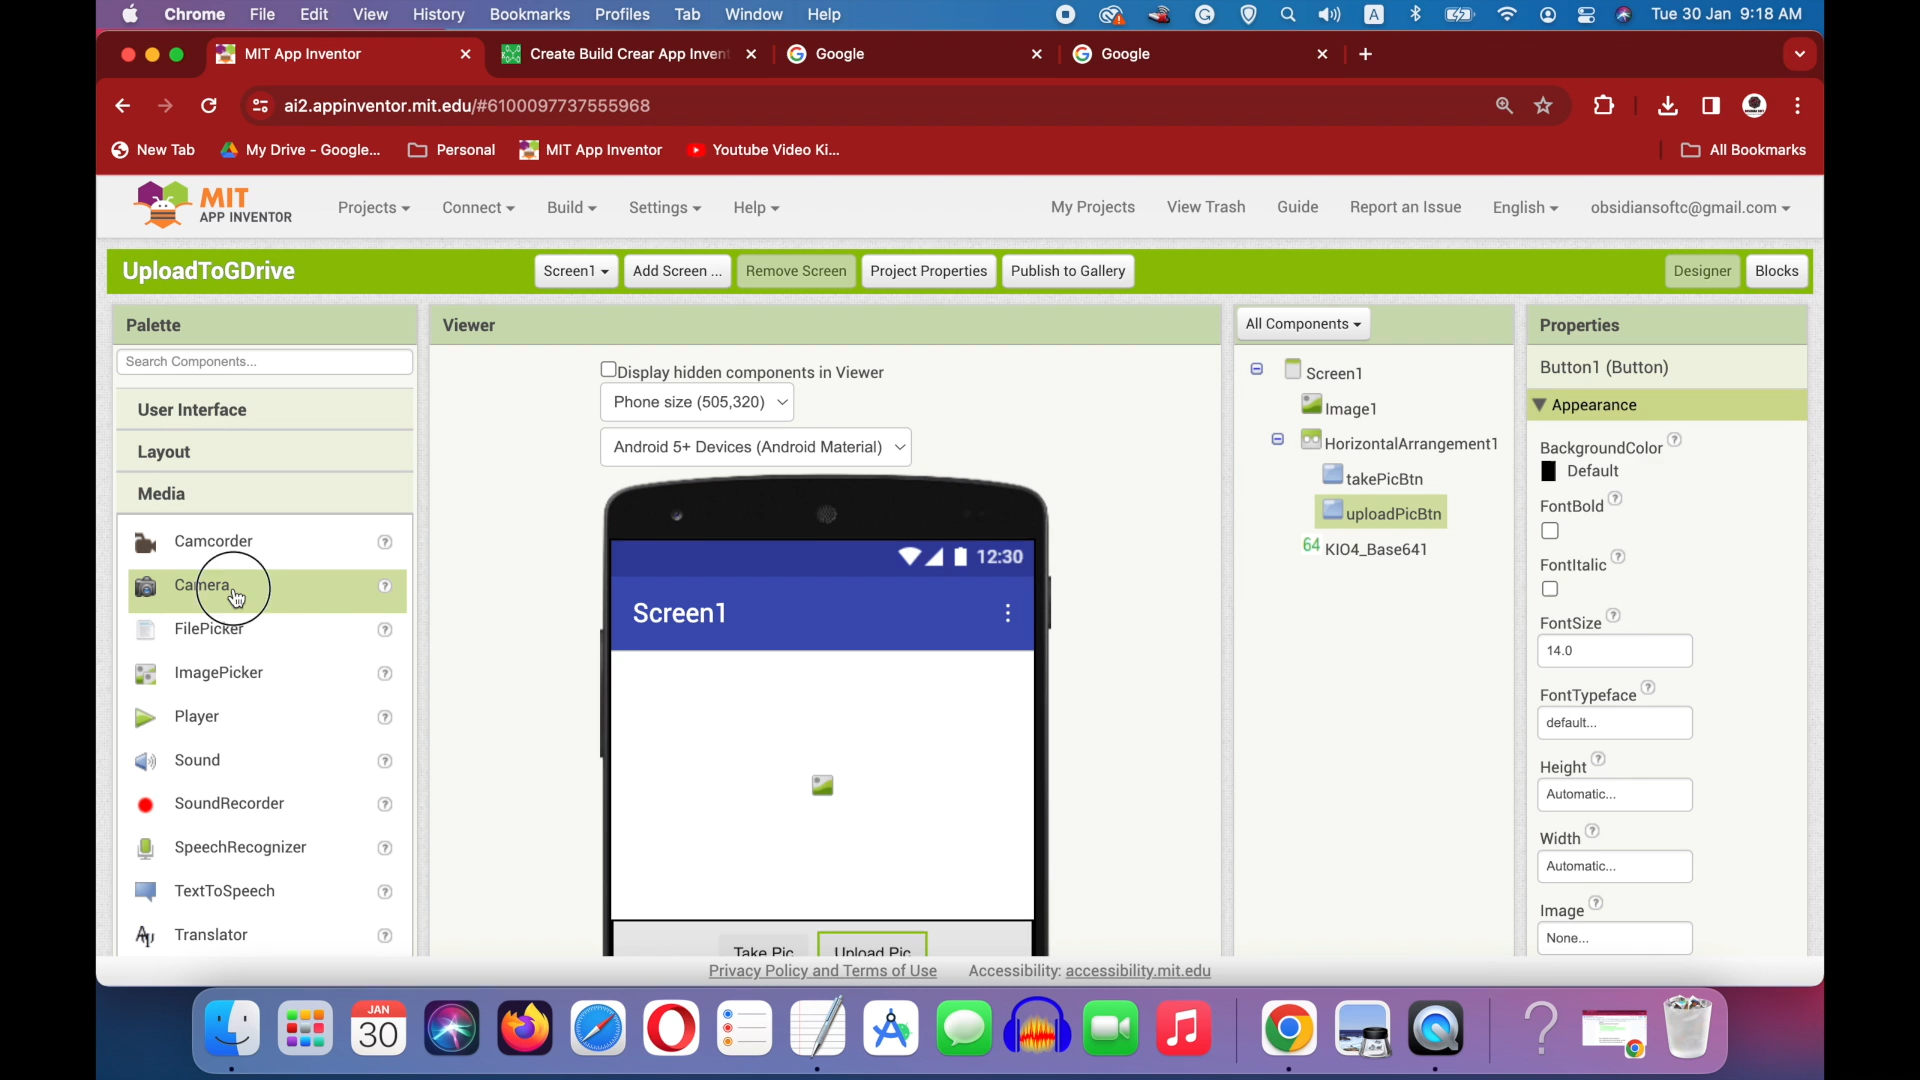 Chrome File Edit View History Bookmarks Profiles Tab Window Help A Tue 30 Jan 9:18 AM
MIT App Inventor Create Build Crear App Invent Google Google
ai2.appinventor.mit.edu/#6100097737555968
New Tab My Drive - Google... Personal MIT App Inventor Youtube Video Ki... All Bookmarks
MIT
APP INVENTOR
Projects Connect Build Settings Help My Projects View Trash Guide Report an Issue English obsidiansoftc@gmail.com
UploadToGDrive Screen1 Add Screen ... Remove Screen Project Properties Publish to Gallery Designer Blocks
Palette
Search Components...
User Interface
Layout
Media
Camcorder ?
Camera ?
FilePicker ?
ImagePicker ?
Player ?
Sound ?
SoundRecorder ?
SpeechRecognizer ?
TextToSpeech ?
Translator ?
Viewer
Display hidden components in Viewer
Phone size (505,320)
Android 5+ Devices (Android Material)
12:30
Screen1
Take Pic Upload Pic
All Components
Screen1
Image1
HorizontalArrangement1
takePicBtn
uploadPicBtn
64 KIO4_Base641
Properties
Button1 (Button)
Appearance
BackgroundColor ?
Default
FontBold ?
FontItalic ?
FontSize ?
14.0
FontTypeface ?
default...
Height ?
Automatic...
Width ?
Automatic...
Image ?
None...
Privacy Policy and Terms of Use Accessibility: accessibility.mit.edu
JAN
30
?